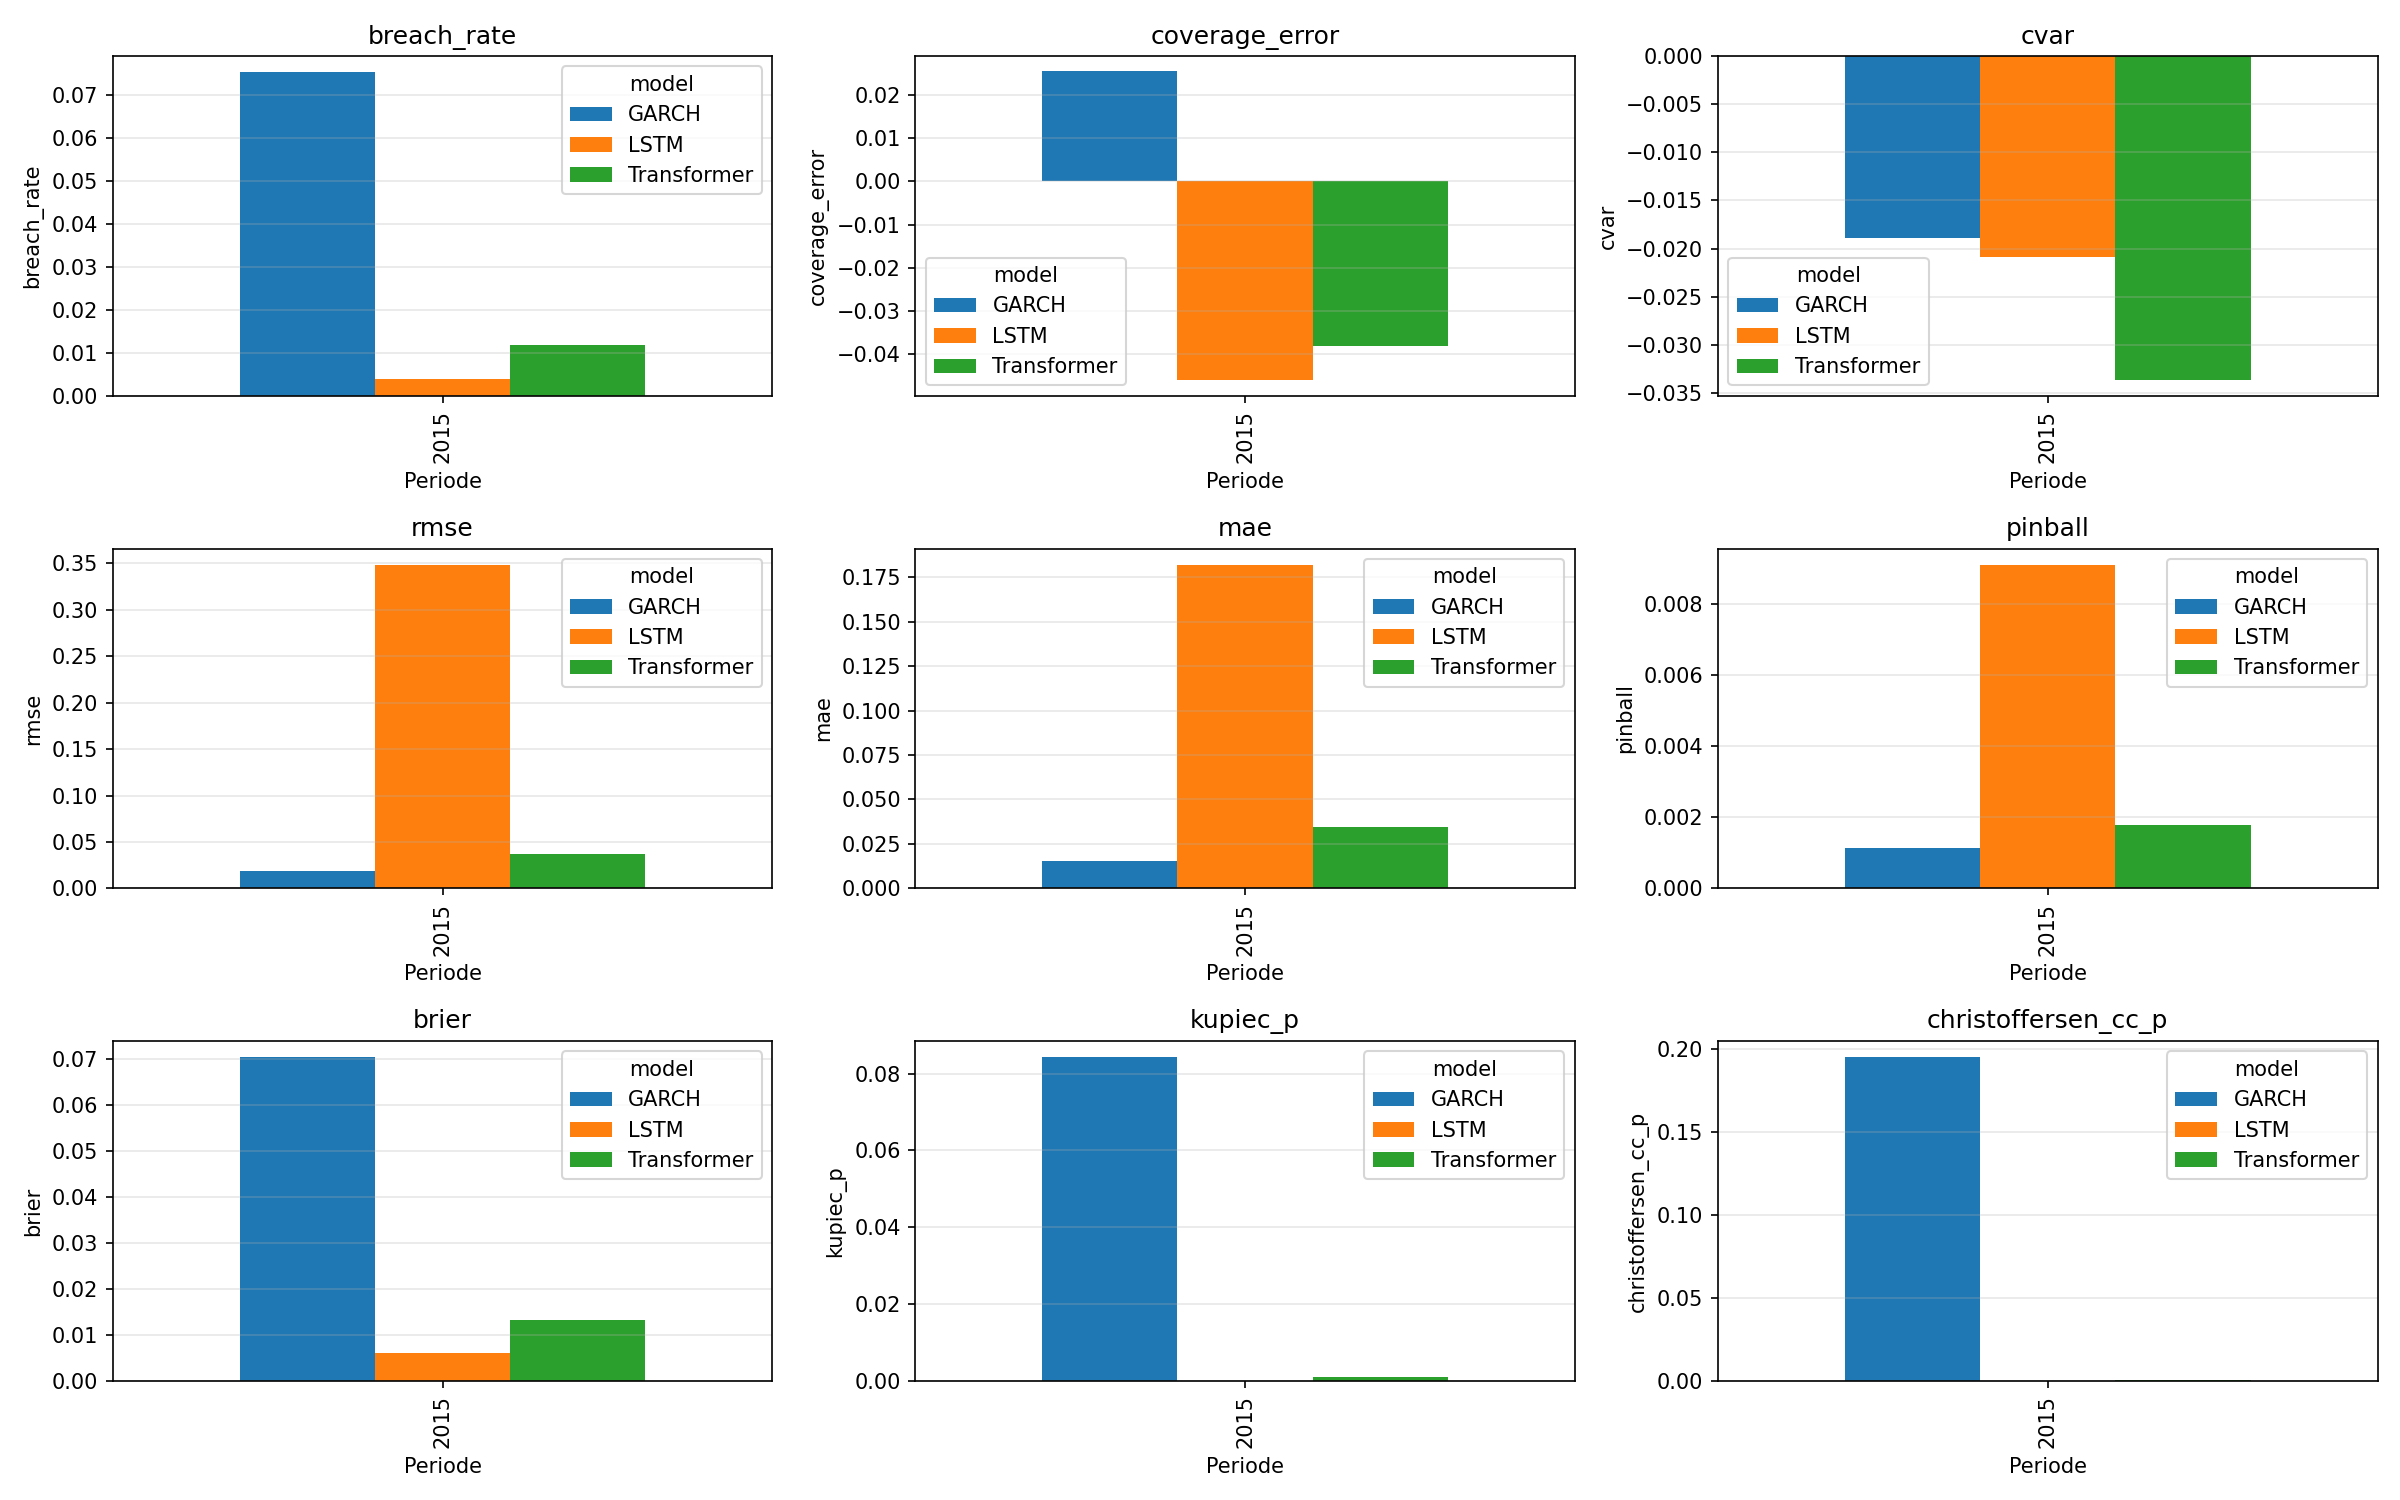 breach_rate
breach_rate
0.07
0.06
0.05
0.04
0.03
0.02
0.01
0.00
model
GARCH
LSTM
Transformer
2015
Periode
coverage_error
coverage_error
0.02
0.01
0.00
−0.01
−0.02
−0.03
−0.04
model
GARCH
LSTM
Transformer
2015
Periode
cvar
cvar
0.000
−0.005
−0.010
−0.015
−0.020
−0.025
−0.030
−0.035
model
GARCH
LSTM
Transformer
2015
Periode
rmse
rmse
0.35
0.30
0.25
0.20
0.15
0.10
0.05
0.00
model
GARCH
LSTM
Transformer
2015
Periode
mae
mae
0.175
0.150
0.125
0.100
0.075
0.050
0.025
0.000
model
GARCH
LSTM
Transformer
2015
Periode
pinball
pinball
0.008
0.006
0.004
0.002
0.000
model
GARCH
LSTM
Transformer
2015
Periode
brier
brier
0.07
0.06
0.05
0.04
0.03
0.02
0.01
0.00
model
GARCH
LSTM
Transformer
2015
Periode
kupiec_p
kupiec_p
0.08
0.06
0.04
0.02
0.00
model
GARCH
LSTM
Transformer
2015
Periode
christoffersen_cc_p
christoffersen_cc_p
0.20
0.15
0.10
0.05
0.00
model
GARCH
LSTM
Transformer
2015
Periode